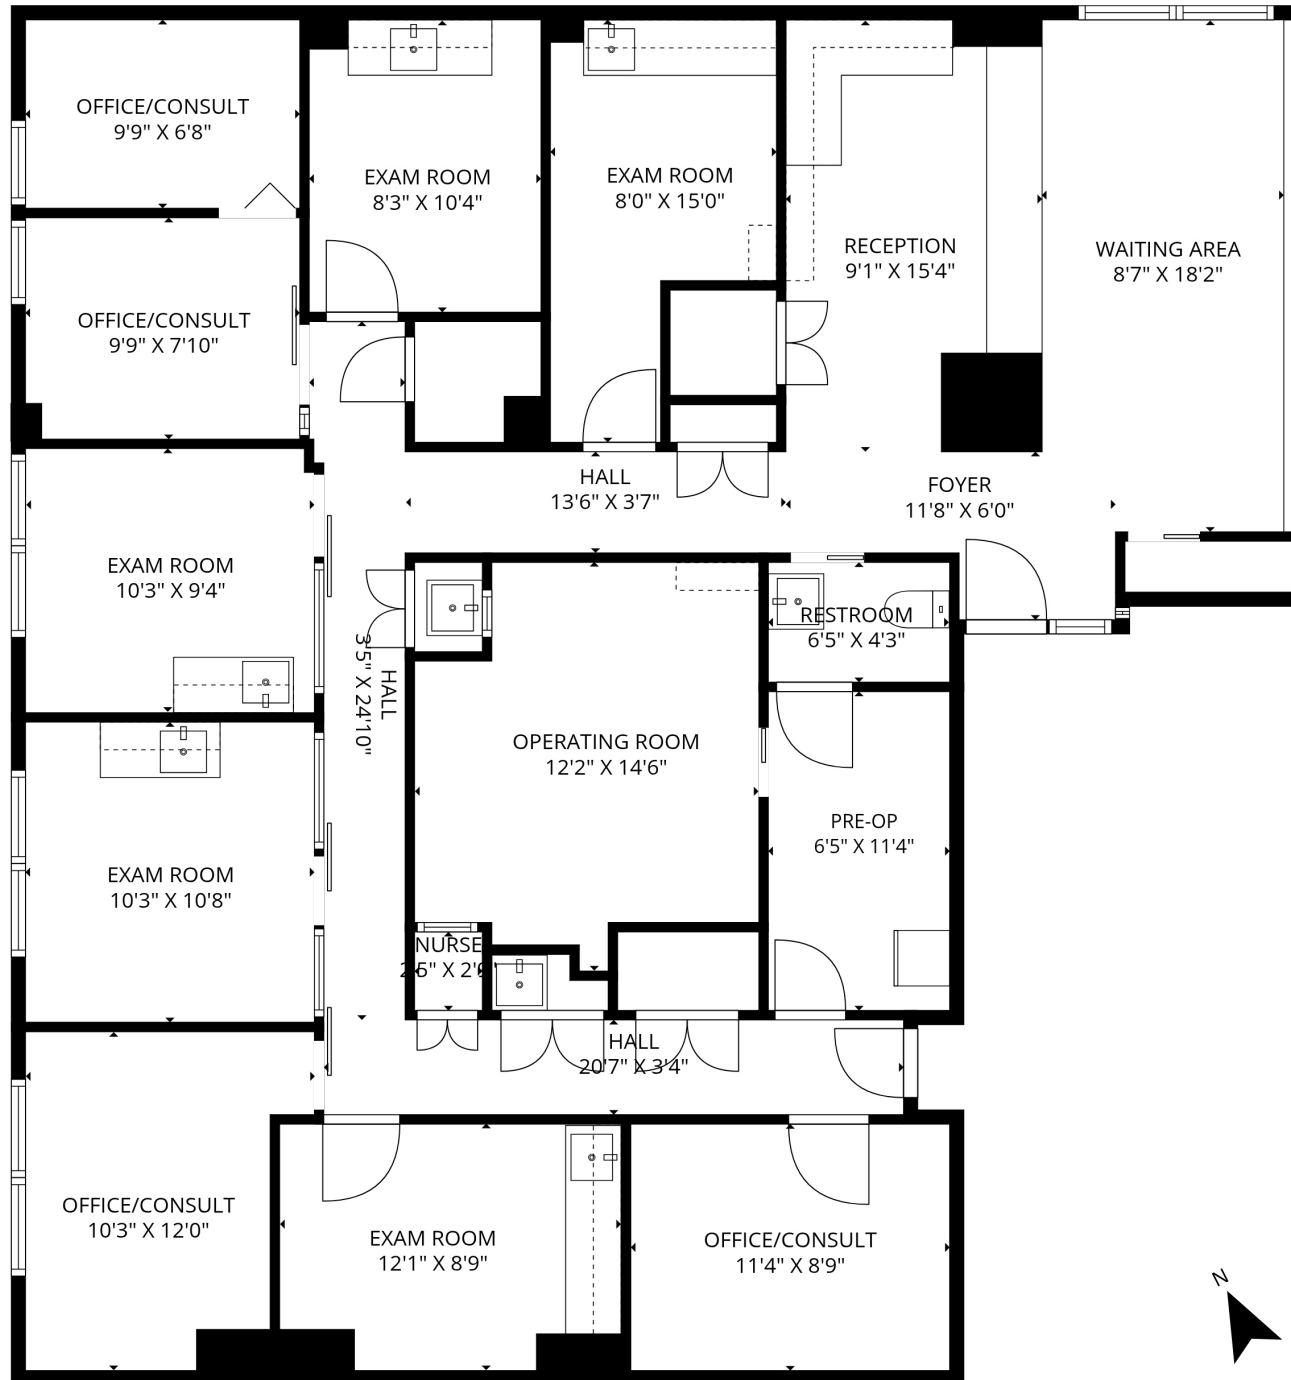 OFFICE/CONSULT
9'9" X 6'8"
EXAM ROOM
8'3" X 10'4"
EXAM ROOM
8'0" X 15'0"
RECEPTION
9'1" X 15'4"
WAITING AREA
8'7" X 18'2"
OFFICE/CONSULT
9'9" X 7'10"
HALL
13'6" X 3'7"
FOYER
11'8" X 6'0"
EXAM ROOM
10'3" X 9'4"
RESTROOM
6'5" X 4'3"
HALL
3'5" X 24'10"
OPERATING ROOM
12'2" X 14'6"
PRE-OP
6'5" X 11'4"
EXAM ROOM
10'3" X 10'8"
NURSE
HALL
20'7" X 3'4"
OFFICE/CONSULT
10'3" X 12'0"
EXAM ROOM
12'1" X 8'9"
OFFICE/CONSULT
11'4" X 8'9"
N